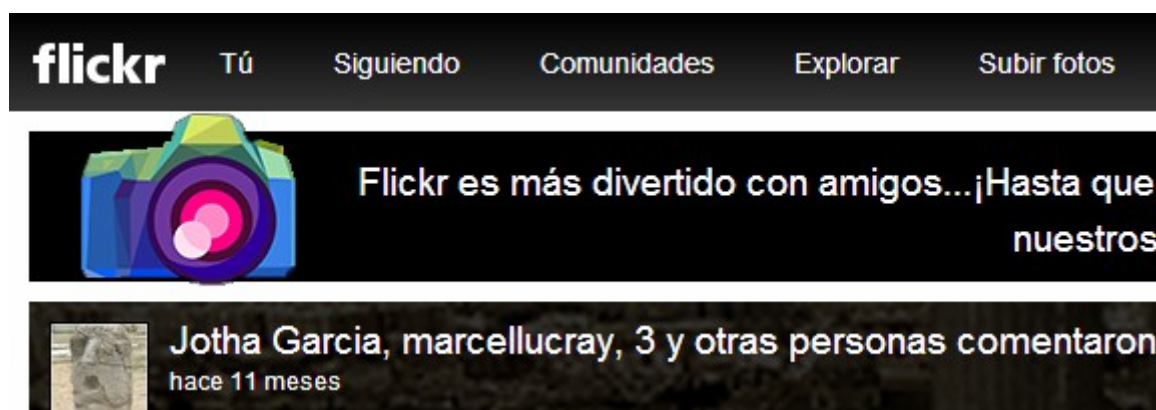 flickr Tú Siguiendo Comunidades Explorar Subir fotos
Flickr es más divertido con amigos...¡Hasta que
nuestros
Jotha Garcia, marcellucray, 3 y otras personas comentaron
hace 11 meses